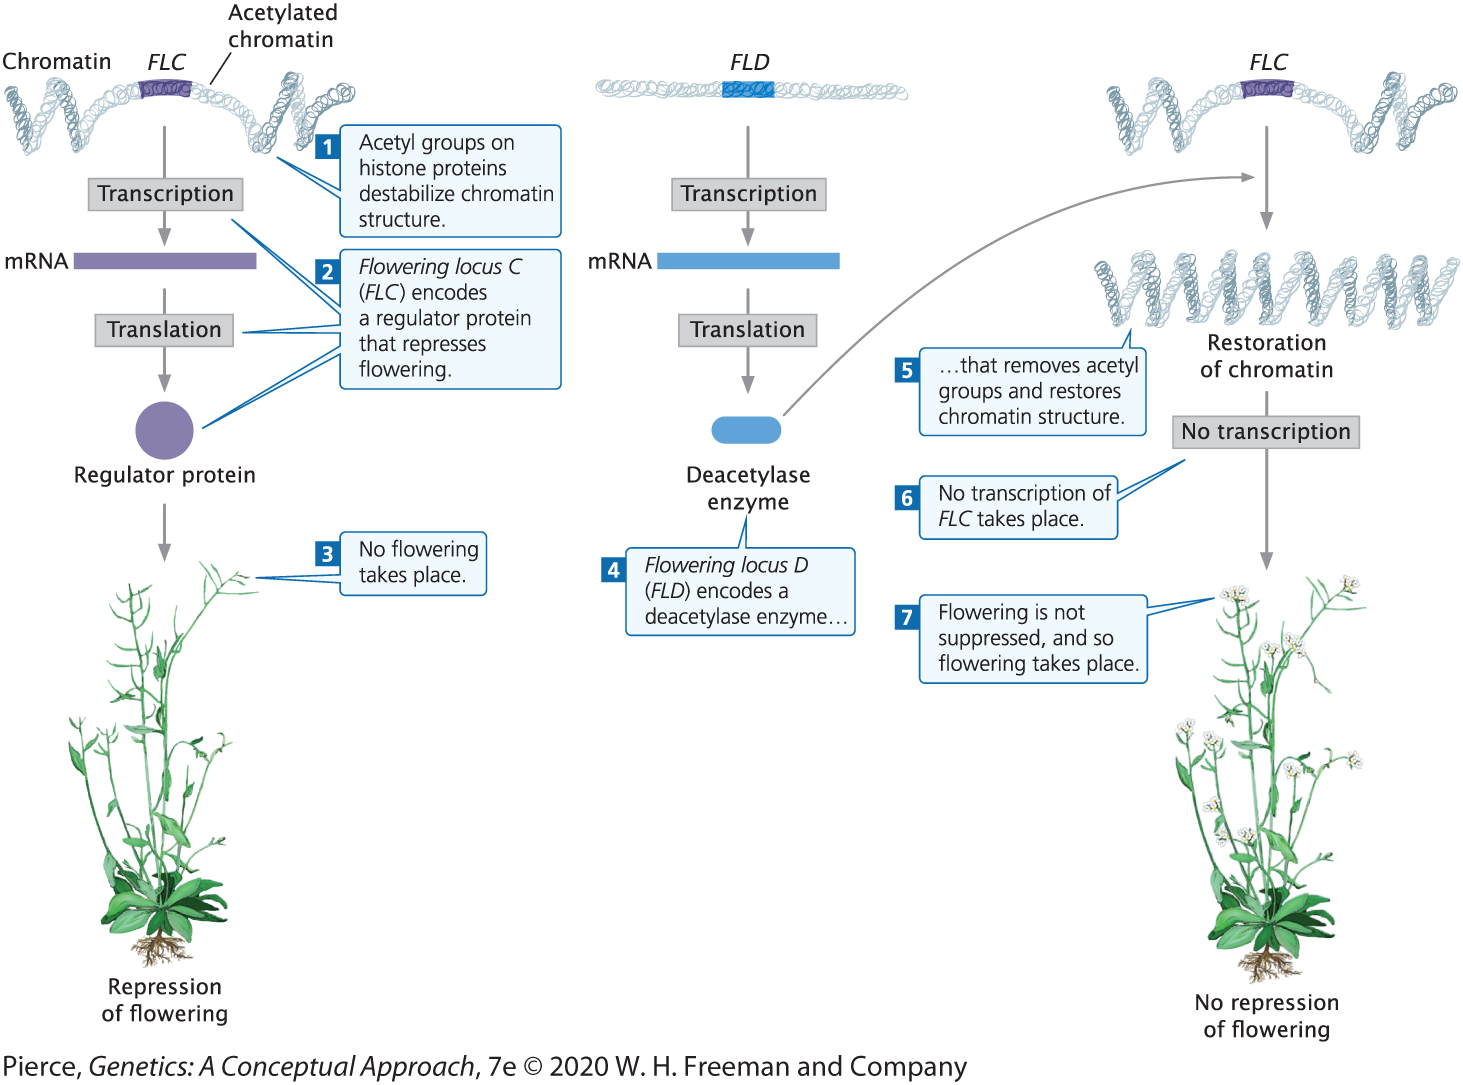 Acetylated
chromatin
Chromatin
FLC
1
Acetyl groups on
histone proteins
destabilize chromatin
structure.
Transcription
mRNA
2
Flowering locus C
(FLC) encodes
a regulator protein
that represses
flowering.
Translation
Regulator protein
3
No flowering
takes place.
Repression
of flowering
FLD
Transcription
mRNA
Translation
Deacetylase
enzyme
4
Flowering locus D
(FLD) encodes a
deacetylase enzyme…
FLC
Restoration
of chromatin
5
…that removes acetyl
groups and restores
chromatin structure.
No transcription
6
No transcription of
FLC takes place.
7
Flowering is not
suppressed, and so
flowering takes place.
No repression
of flowering
Pierce, Genetics: A Conceptual Approach, 7e © 2020 W. H. Freeman and Company